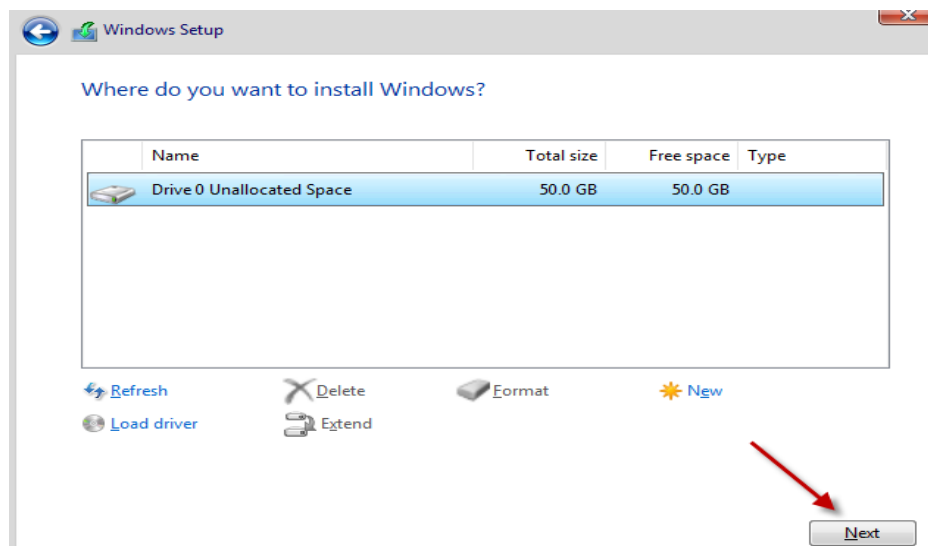 Windows Setup
Where do you want to install Windows?
Name Total size Free space Type
Drive 0 Unallocated Space 50.0 GB 50.0 GB
Refresh Delete Format New
Load driver Extend
Next